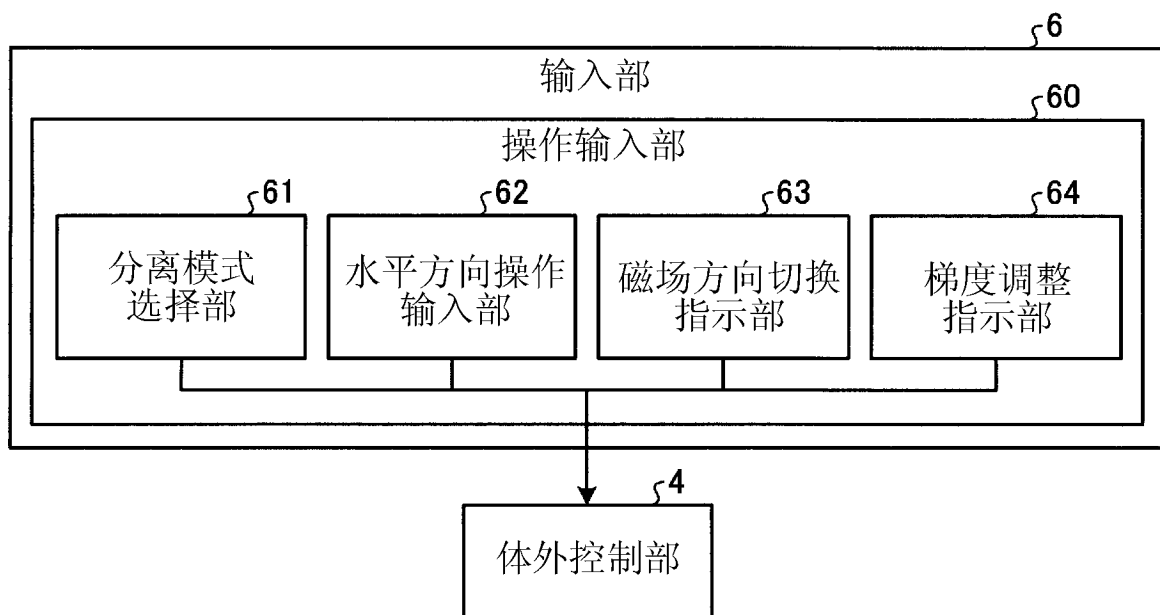 6
输入部
60
操作输入部
61
分离模式
选择部
62
水平方向操作
输入部
63
磁场方向切换
指示部
64
梯度调整
指示部
4
体外控制部